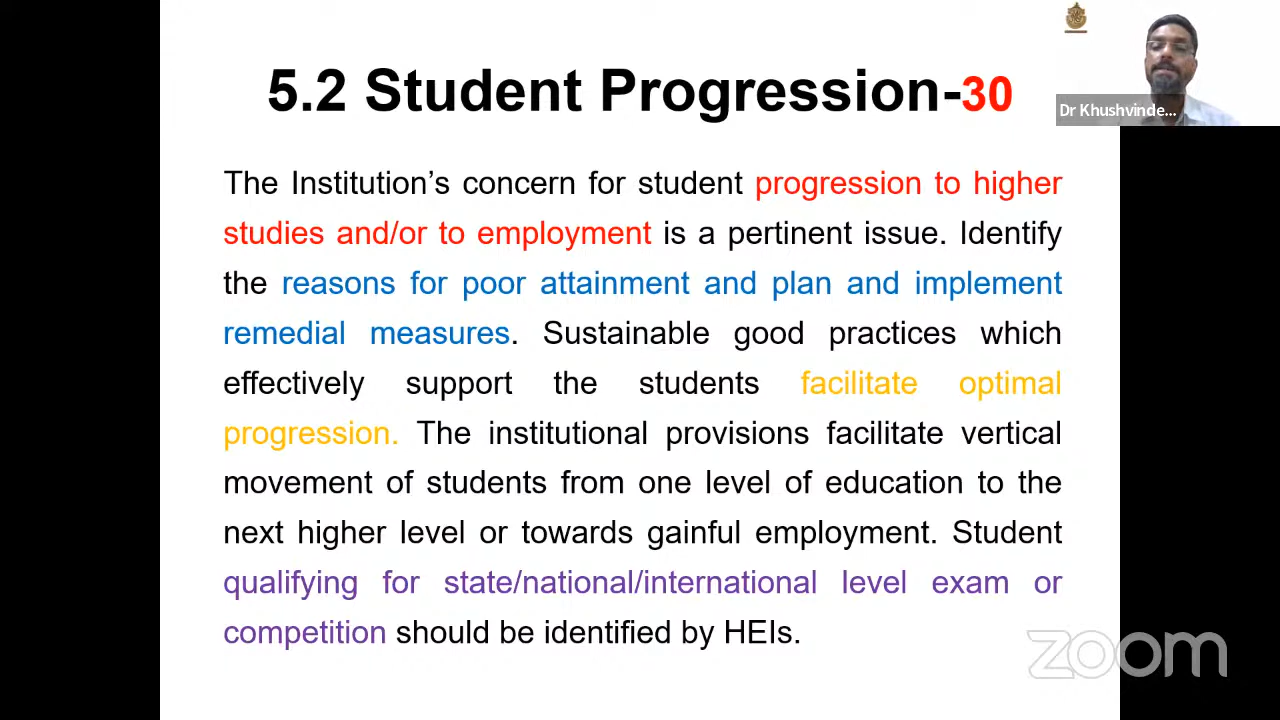 5.2 Student Progression-30
Dr Khushvinde...
The Institution’s concern for student progression to higher
studies and/or to employment is a pertinent issue. Identify
the reasons for poor attainment and plan and implement
remedial measures. Sustainable good practices which
effectively support the students facilitate optimal
progression. The institutional provisions facilitate vertical
movement of students from one level of education to the
next higher level or towards gainful employment. Student
qualifying for state/national/international level exam or
competition should be identified by HEIs.
zoom